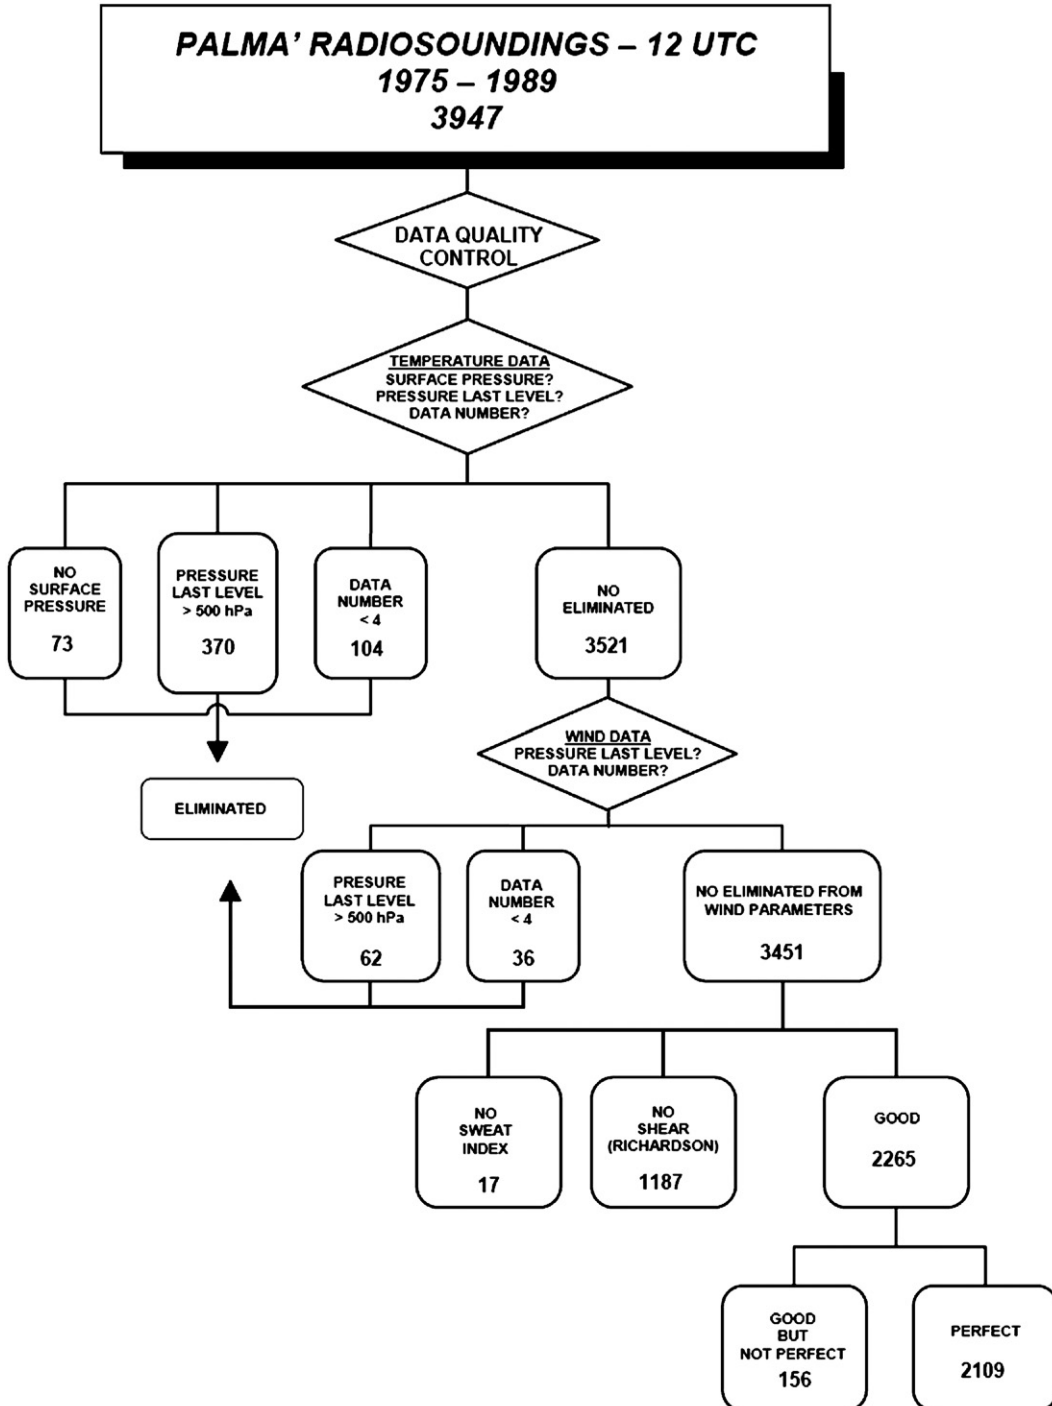 PALMA' RADIOSOUNDINGS – 12 UTC
1975 – 1989
3947
DATA QUALITY
CONTROL
TEMPERATURE DATA
SURFACE PRESSURE?
PRESSURE LAST LEVEL?
DATA NUMBER?
NO
SURFACE
PRESSURE
73
PRESSURE
LAST LEVEL
> 500 hPa
370
DATA
NUMBER
< 4
104
NO
ELIMINATED
3521
WIND DATA
PRESSURE LAST LEVEL?
DATA NUMBER?
ELIMINATED
PRESURE
LAST LEVEL
> 500 hPa
62
DATA
NUMBER
< 4
36
NO ELIMINATED FROM
WIND PARAMETERS
3451
NO
SWEAT
INDEX
17
NO
SHEAR
(RICHARDSON)
1187
GOOD
2265
GOOD
BUT
NOT PERFECT
156
PERFECT
2109